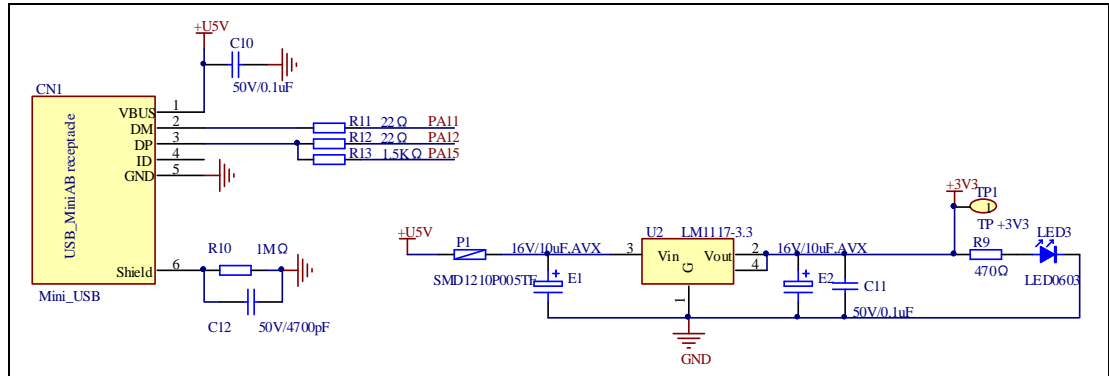 +U5V
C10
50V/0.1uF
CN1
USB_MiniAB receptacle
VBUS 1
DM 2
DP 3
ID 4
GND 5
Shield 6
Mini_USB
R11 22Ω PA11
R12 22Ω PA12
R13 1.5KΩ PA15
R10 1MΩ
C12 50V/4700pF
+U5V
P1
SMD1210P005TF
16V/10uF.AVX
E1
U2 LM1117-3.3
3 Vin Vout 2
4
G
1
GND
16V/10uF.AVX
E2
C11
50V/0.1uF
+3V3
TP1
1
TP +3V3
R9
470Ω
LED3
LED0603